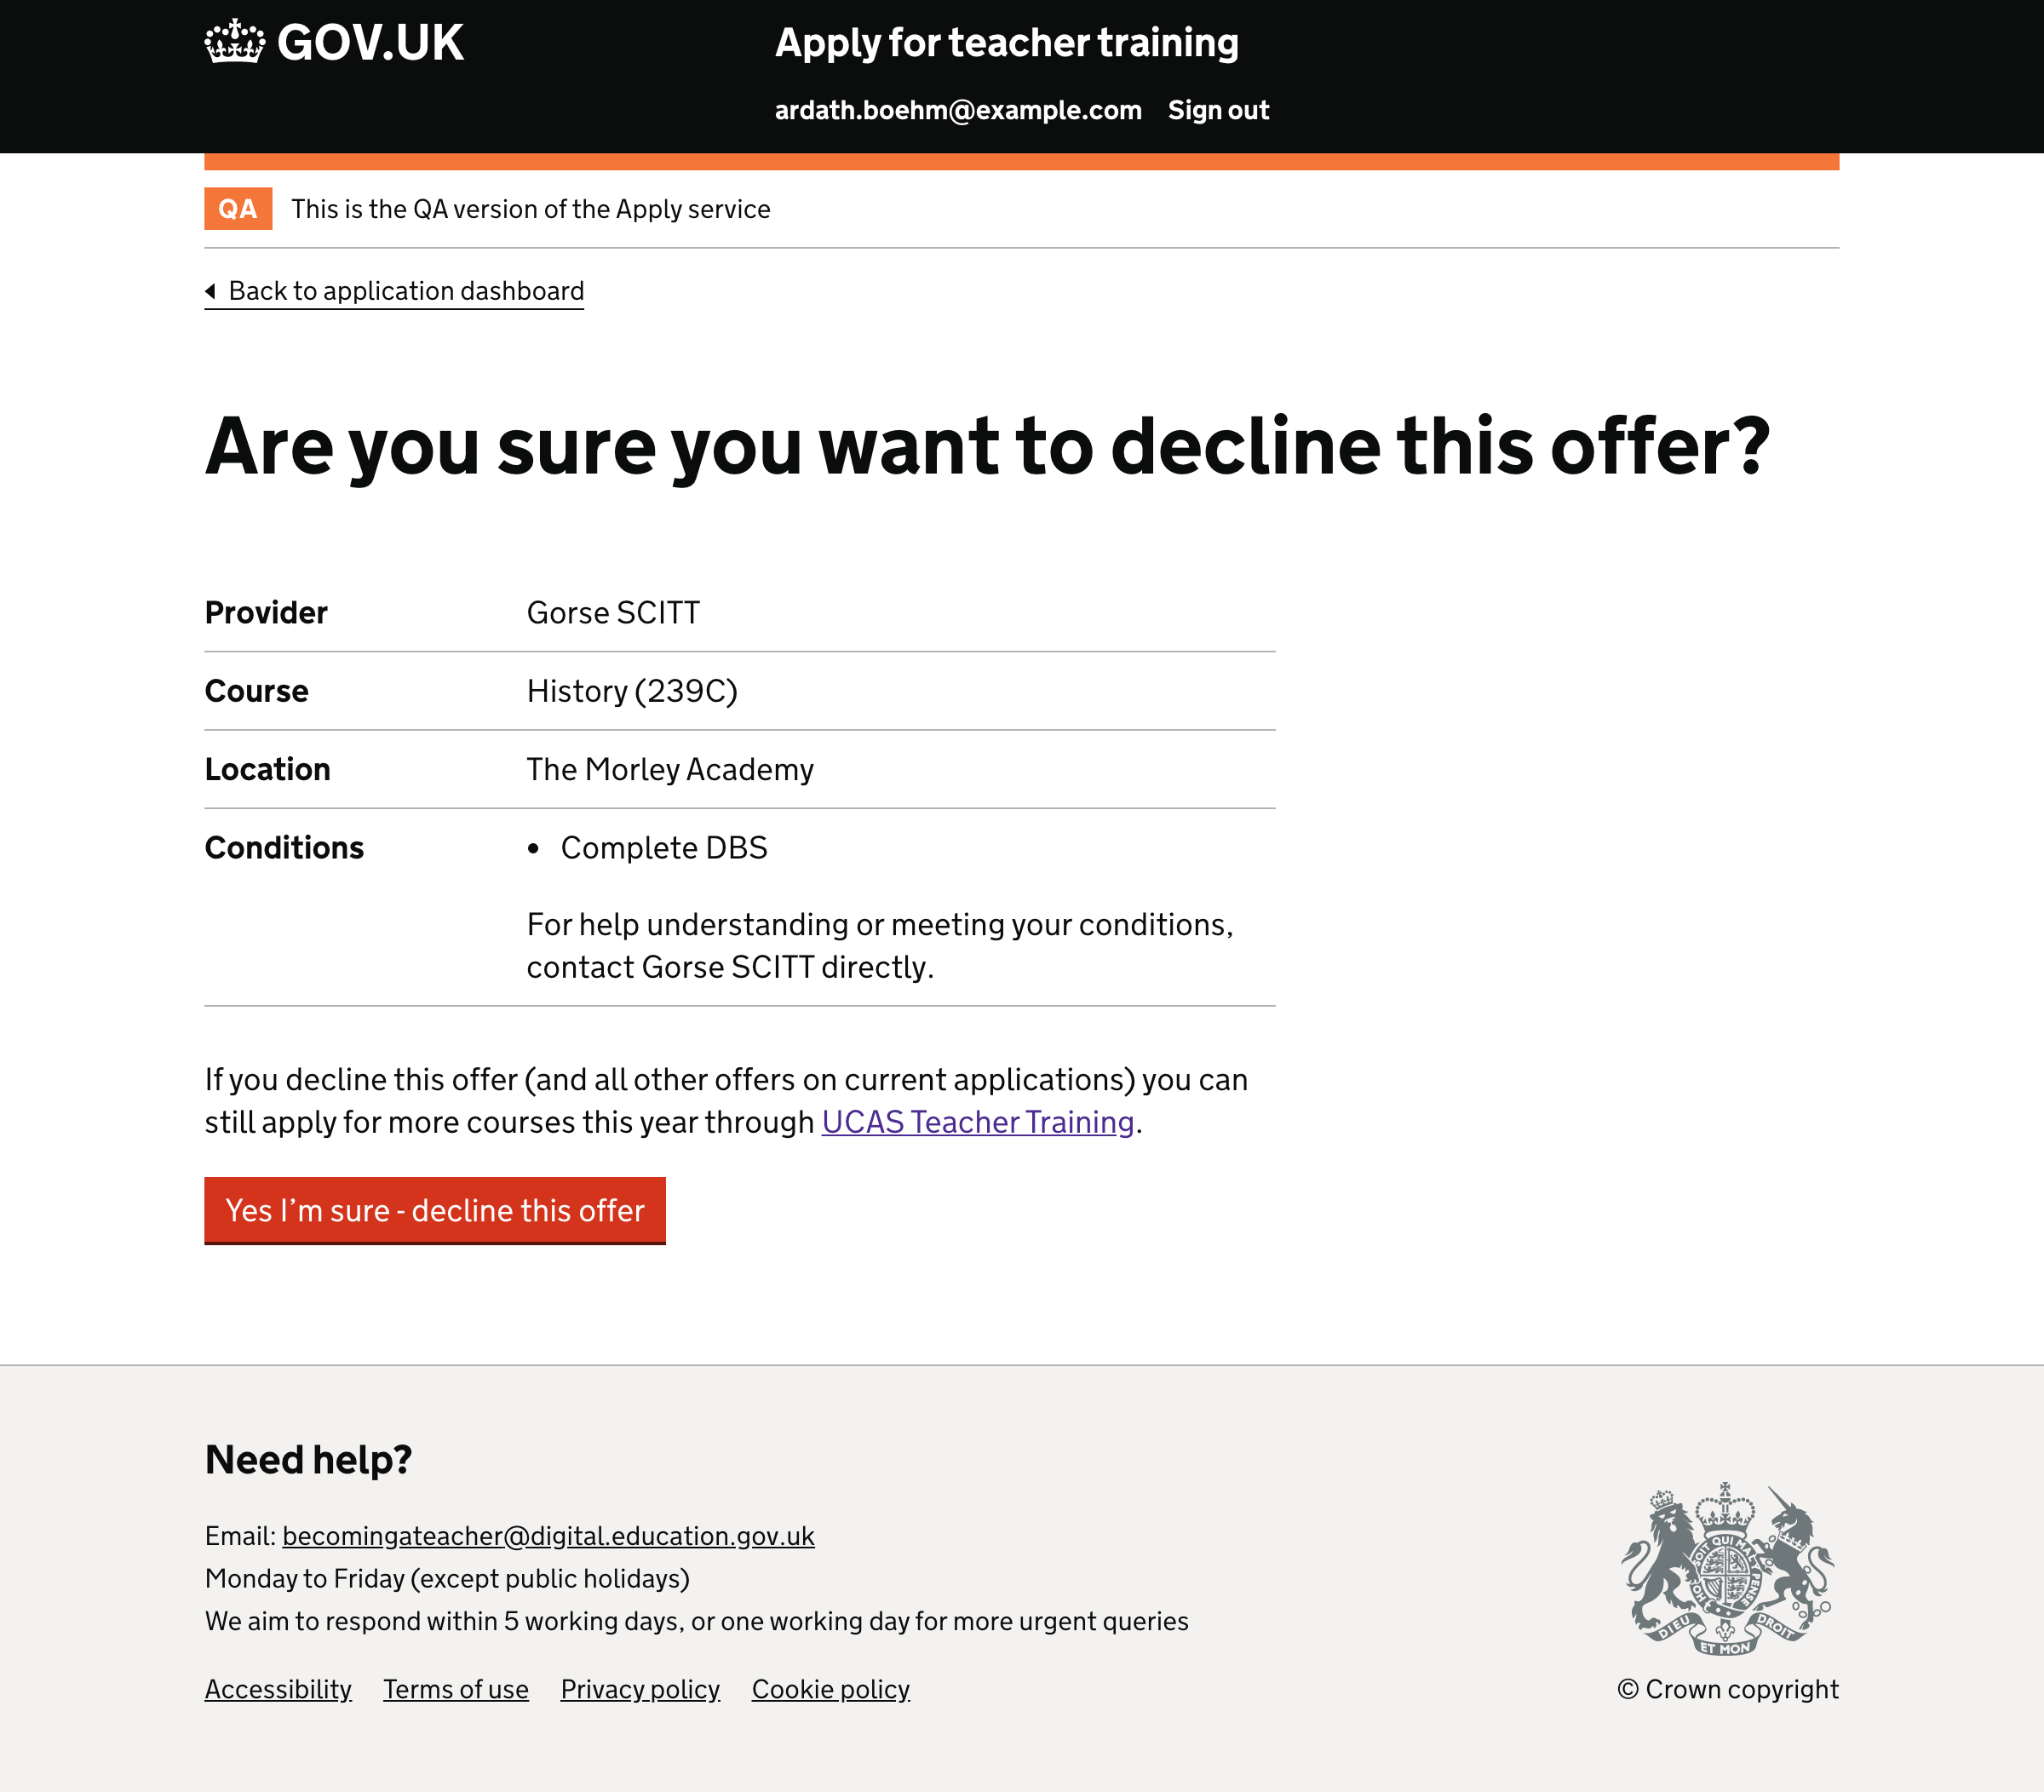 GOV.UK
Apply for teacher training
ardath.boehm@example.com Sign out
QA This is the QA version of the Apply service
Back to application dashboard
Are you sure you want to decline this offer?
Provider Gorse SCITT
Course History (239C)
Location The Morley Academy
Conditions • Complete DBS
For help understanding or meeting your conditions,
contact Gorse SCITT directly.
If you decline this offer (and all other offers on current applications) you can
still apply for more courses this year through UCAS Teacher Training.
Yes I’m sure - decline this offer
Need help?
Email: becomingateacher@digital.education.gov.uk
Monday to Friday (except public holidays)
We aim to respond within 5 working days, or one working day for more urgent queries
Accessibility Terms of use Privacy policy Cookie policy
SOIT QUI MAL
PENSE
HON
DIEU ET MON DROIT
© Crown copyright